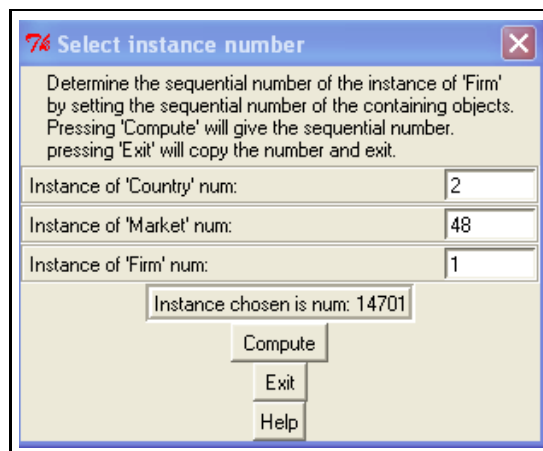 7% Select instance number
Determine the sequential number of the instance of 'Firm'
by setting the sequential number of the containing objects.
Pressing 'Compute' will give the sequential number.
pressing 'Exit' will copy the number and exit.
Instance of 'Country' num: 2
Instance of 'Market' num: 48
Instance of 'Firm' num: 1
Instance chosen is num: 14701
Compute
Exit
Help